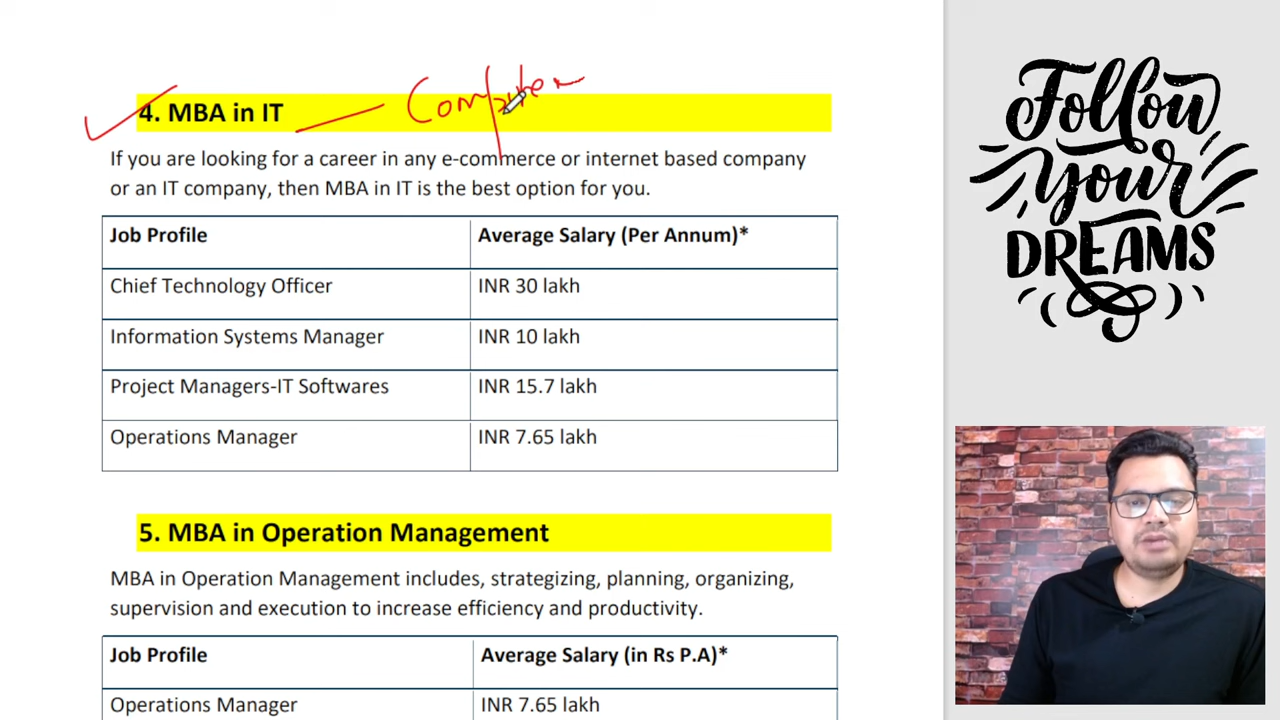 4. MBA in IT
Computer
If you are looking for a career in any e-commerce or internet based company
or an IT company, then MBA in IT is the best option for you.
Job Profile Average Salary (Per Annum)*
Chief Technology Officer INR 30 lakh
Information Systems Manager INR 10 lakh
Project Managers-IT Softwares INR 15.7 lakh
Operations Manager INR 7.65 lakh
5. MBA in Operation Management
MBA in Operation Management includes, strategizing, planning, organizing,
supervision and execution to increase efficiency and productivity.
Job Profile Average Salary (in Rs P.A)*
Operations Manager INR 7.65 lakh
Follow
Your
DREAMS